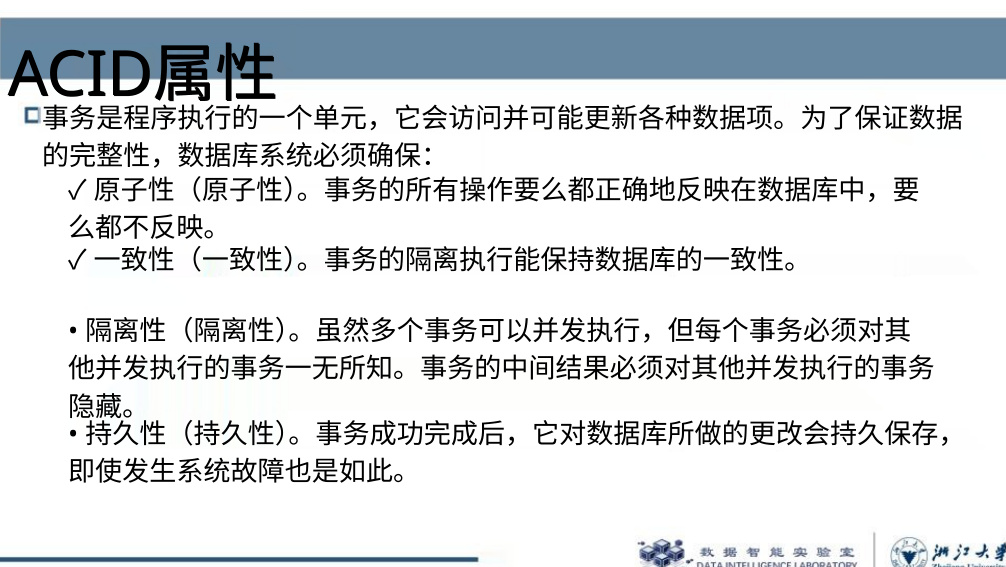 ACID属性
事务是程序执行的一个单元，它会访问并可能更新各种数据项。为了保证数据
的完整性，数据库系统必须确保：
✓ 原子性（原子性）。事务的所有操作要么都正确地反映在数据库中，要
么都不反映。
✓ 一致性（一致性）。事务的隔离执行能保持数据库的一致性。
• 隔离性（隔离性）。虽然多个事务可以并发执行，但每个事务必须对其
他并发执行的事务一无所知。事务的中间结果必须对其他并发执行的事务
隐藏。
• 持久性（持久性）。事务成功完成后，它对数据库所做的更改会持久保存，
即使发生系统故障也是如此。
数据智能实验室
DATA INTELLIGENCE LABORATORY
浙江大学
Zhejiang University